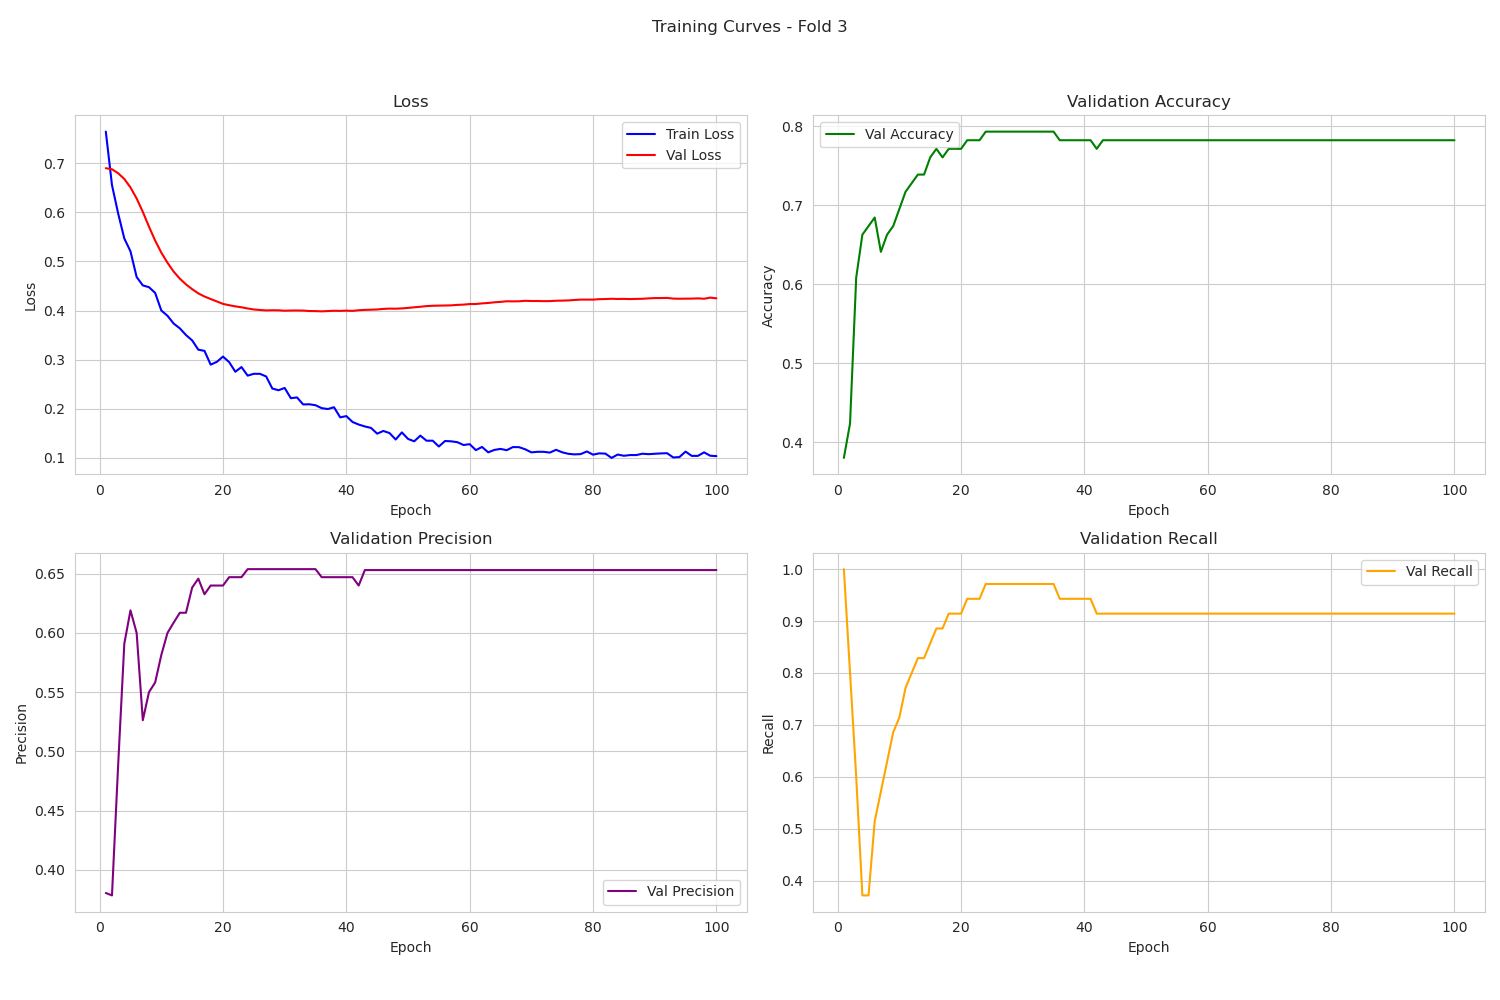 Training Curves - Fold 3
Loss
Train Loss
Val Loss
Loss
0.7
0.6
0.5
0.4
0.3
0.2
0.1
0 20 40 60 80 100
Epoch
Validation Accuracy
Val Accuracy
Accuracy
0.8
0.7
0.6
0.5
0.4
0 20 40 60 80 100
Epoch
Validation Precision
Val Precision
Precision
0.65
0.60
0.55
0.50
0.45
0.40
0 20 40 60 80 100
Epoch
Validation Recall
Val Recall
Recall
1.0
0.9
0.8
0.7
0.6
0.5
0.4
0 20 40 60 80 100
Epoch